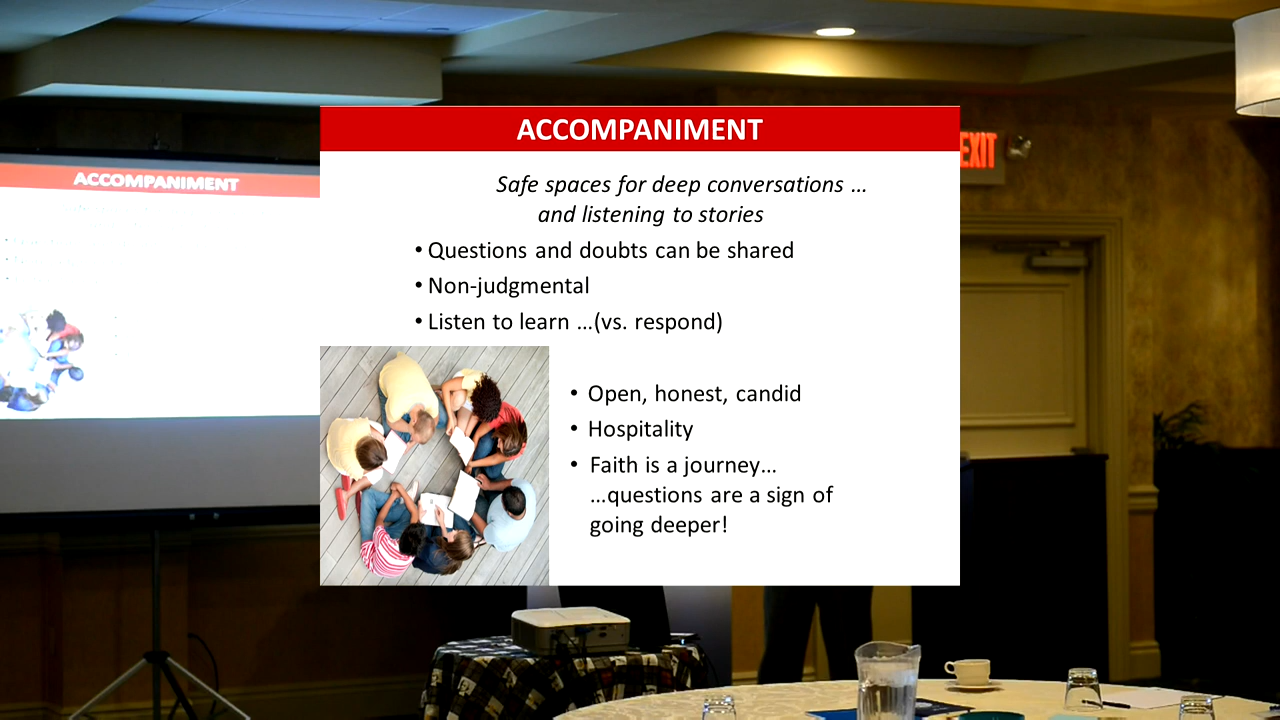 ACCOMPANIMENT
Safe spaces for deep conversations …
and listening to stories
• Questions and doubts can be shared
• Non-judgmental
• Listen to learn …(vs. respond)
• Open, honest, candid
• Hospitality
• Faith is a journey…
…questions are a sign of
going deeper!
ACCOMPANIMENT
EXIT